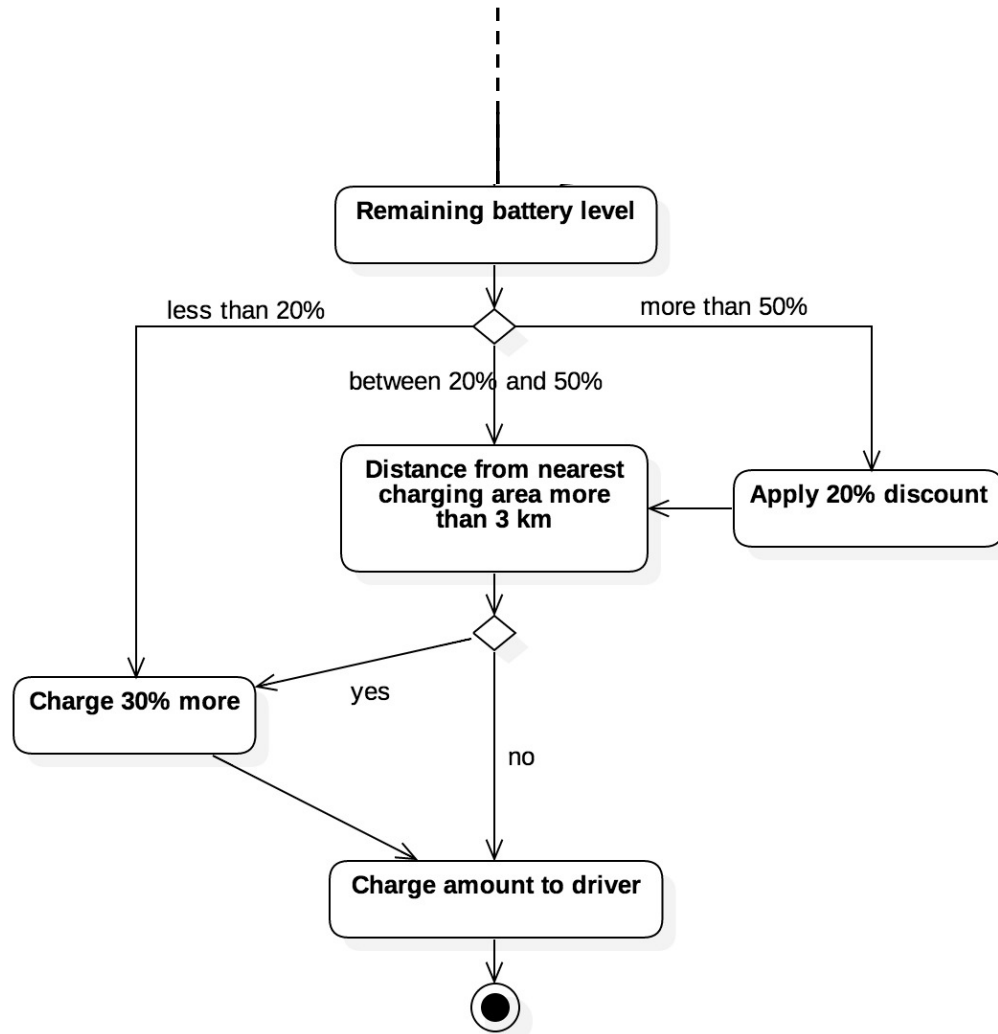 Remaining battery level
less than 20%
more than 50%
between 20% and 50%
Distance from nearest
charging area more
than 3 km
Apply 20% discount
Charge 30% more
yes
no
Charge amount to driver